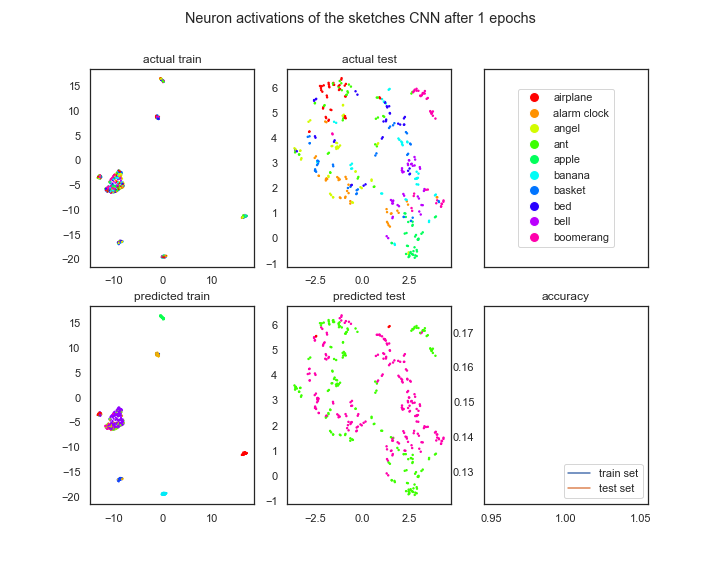 Neuron activations of the sketches CNN after 1 epochs
actual train
15
10
5
0
−5
−10
−15
−20
−10
0
10
actual test
6
5
4
3
2
1
0
−1
−2.5
0.0
2.5
airplane
alarm clock
angel
ant
apple
banana
basket
bed
bell
boomerang
predicted train
15
10
5
0
−5
−10
−15
−20
−10
0
10
predicted test
6
5
4
3
2
1
0
−1
−2.5
0.0
2.5
accuracy
0.17
0.16
0.15
0.14
0.13
train set
test set
0.95
1.00
1.05